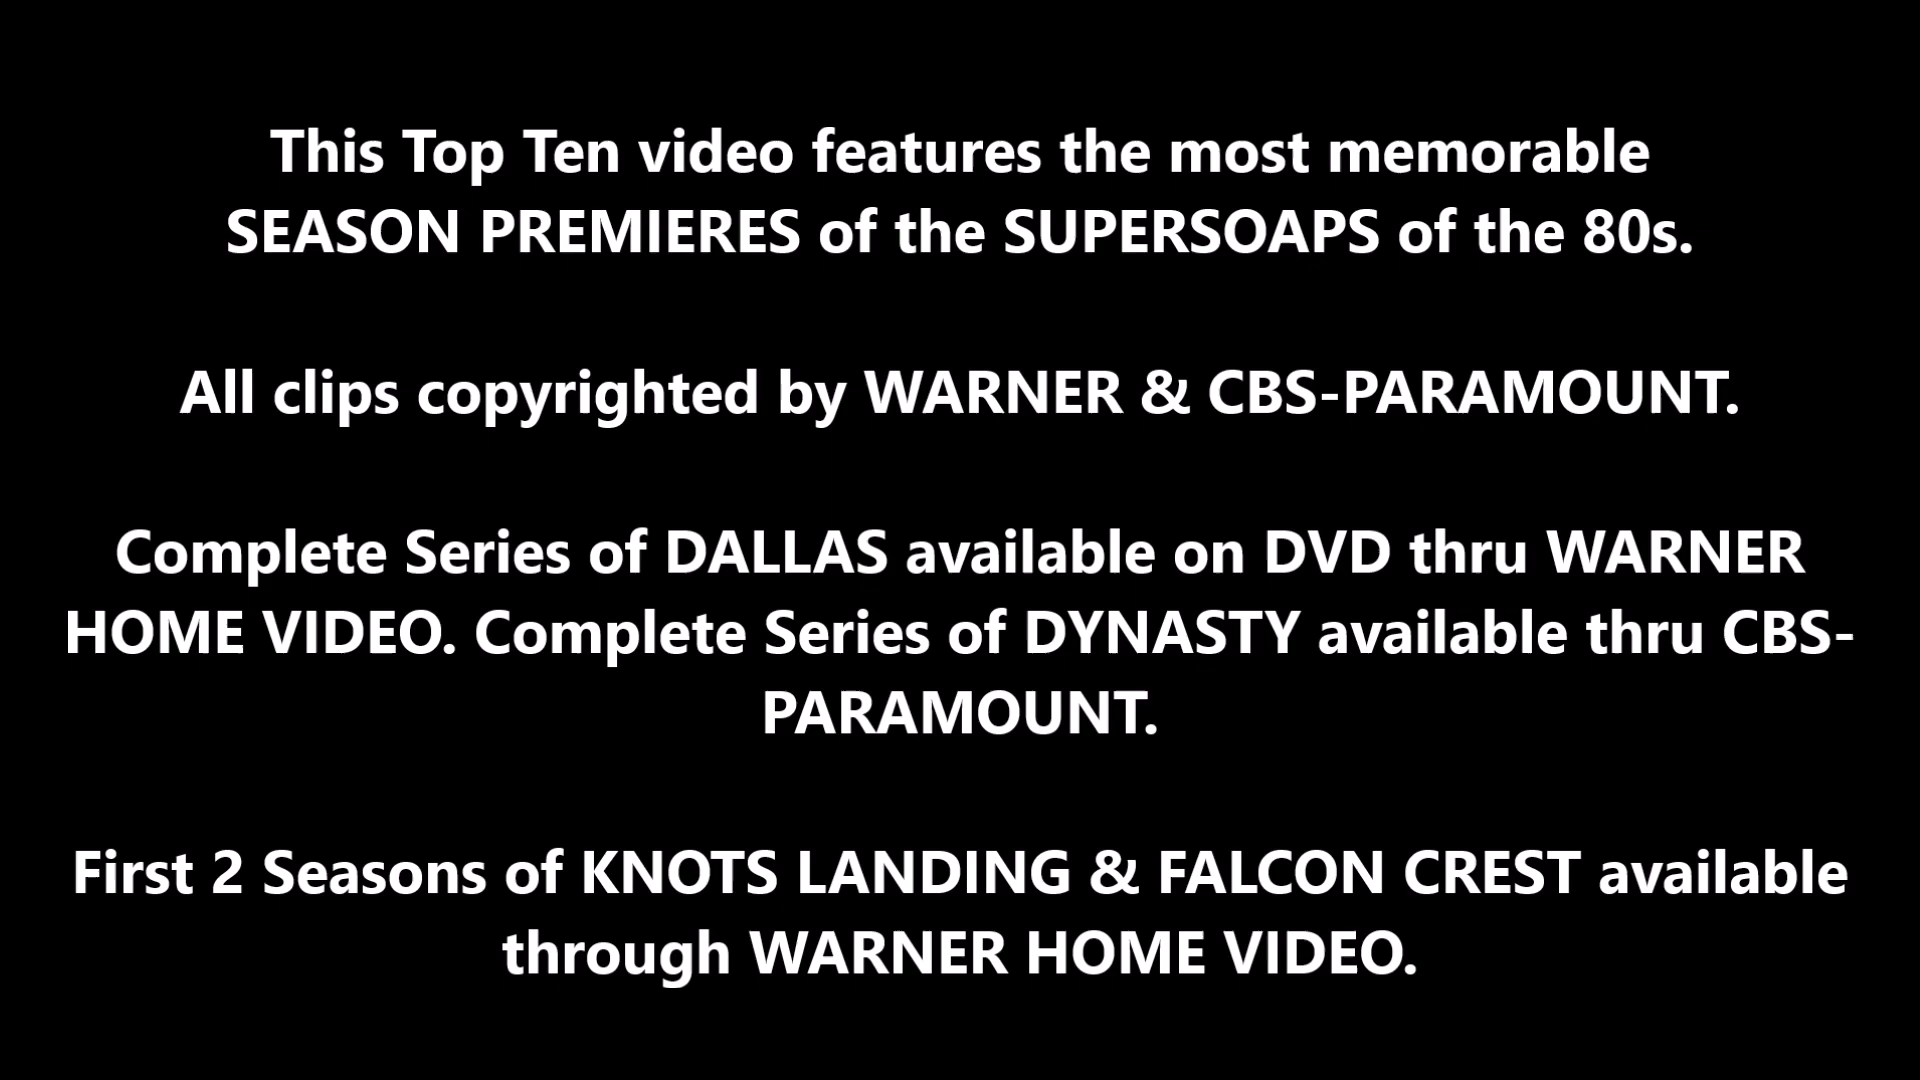 This Top Ten video features the most memorable
SEASON PREMIERES of the SUPERSOAPS of the 80s.
All clips copyrighted by WARNER & CBS-PARAMOUNT.
Complete Series of DALLAS available on DVD thru WARNER
HOME VIDEO. Complete Series of DYNASTY available thru CBS-
PARAMOUNT.
First 2 Seasons of KNOTS LANDING & FALCON CREST available
through WARNER HOME VIDEO.